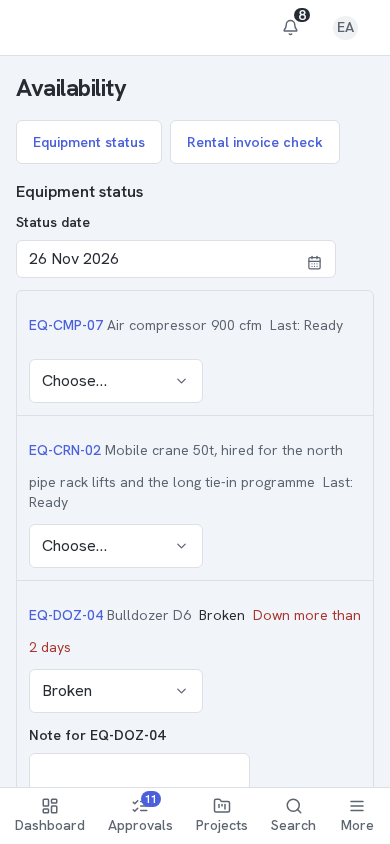 8
EA
Availability
Equipment status
Rental invoice check
Equipment status
Status date
26 Nov 2026
EQ-CMP-07 Air compressor 900 cfm Last: Ready
Choose...
EQ-CRN-02 Mobile crane 50t, hired for the north
pipe rack lifts and the long tie-in programme Last:
Ready
Choose...
EQ-DOZ-04 Bulldozer D6 Broken Down more than
2 days
Broken
Note for EQ-DOZ-04
11
Dashboard Approvals Projects Search More